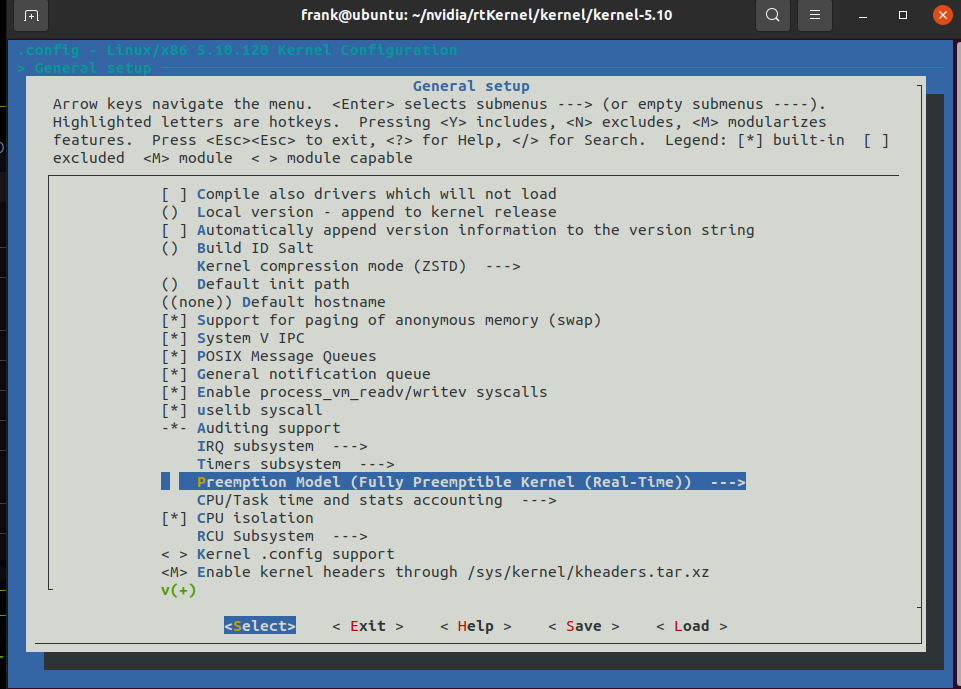 frank@ubuntu: ~/nvidia/rtKernel/kernel/kernel-5.10
.config - Linux/x86 5.10.120 Kernel Configuration
> General setup
General setup
Arrow keys navigate the menu.  <Enter> selects submenus ---> (or empty submenus ----).
Highlighted letters are hotkeys.  Pressing <Y> includes, <N> excludes, <M> modularizes
features.  Press <Esc><Esc> to exit, <?> for Help, </> for Search.  Legend: [*] built-in  [ ]
excluded  <M> module  < > module capable
[ ] Compile also drivers which will not load
()  Local version - append to kernel release
[ ] Automatically append version information to the version string
()  Build ID Salt
Kernel compression mode (ZSTD)  --->
()  Default init path
((none)) Default hostname
[*] Support for paging of anonymous memory (swap)
[*] System V IPC
[*] POSIX Message Queues
[*] General notification queue
[*] Enable process_vm_readv/writev syscalls
[*] uselib syscall
-*- Auditing support
IRQ subsystem  --->
Timers subsystem  --->
Preemption Model (Fully Preemptible Kernel (Real-Time))  --->
CPU/Task time and stats accounting  --->
[*] CPU isolation
RCU Subsystem  --->
< > Kernel .config support
<M> Enable kernel headers through /sys/kernel/kheaders.tar.xz
v(+)
<Select>    < Exit >    < Help >    < Save >    < Load >